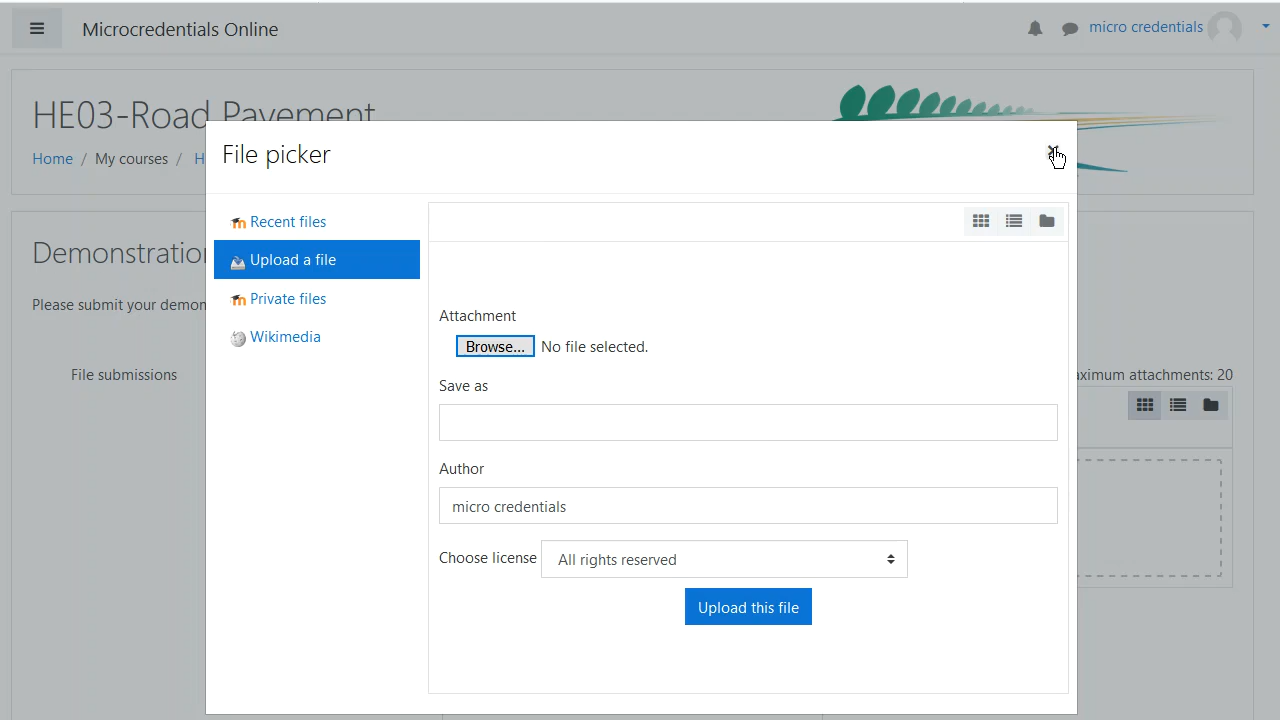 Microcredentials Online
micro credentials
HE03-Road Pavement
Home / My courses / H
File picker
Recent files
Upload a file
Private files
Wikimedia
Demonstration
Please submit your demon
File submissions
aximum attachments: 20
Attachment
Browse... No file selected.
Save as
Author
micro credentials
Choose license All rights reserved
Upload this file